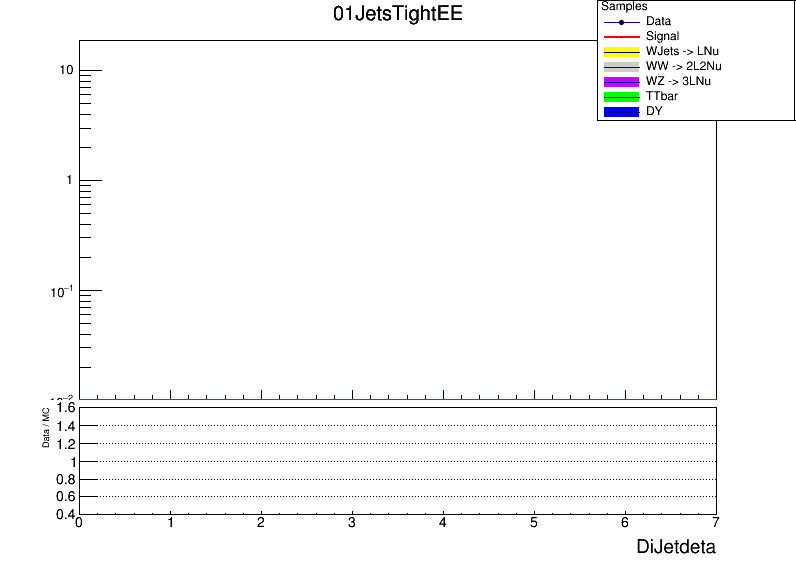 01JetsTightEE
Samples
Data
Signal
WJets -> LNu
WW -> 2L2Nu
WZ -> 3LNu
TTbar
DY
10
1
10⁻¹
10⁻²
Data / MC
1.6
1.4
1.2
1
0.8
0.6
0.4
0 1 2 3 4 5 6 7
DiJetdeta